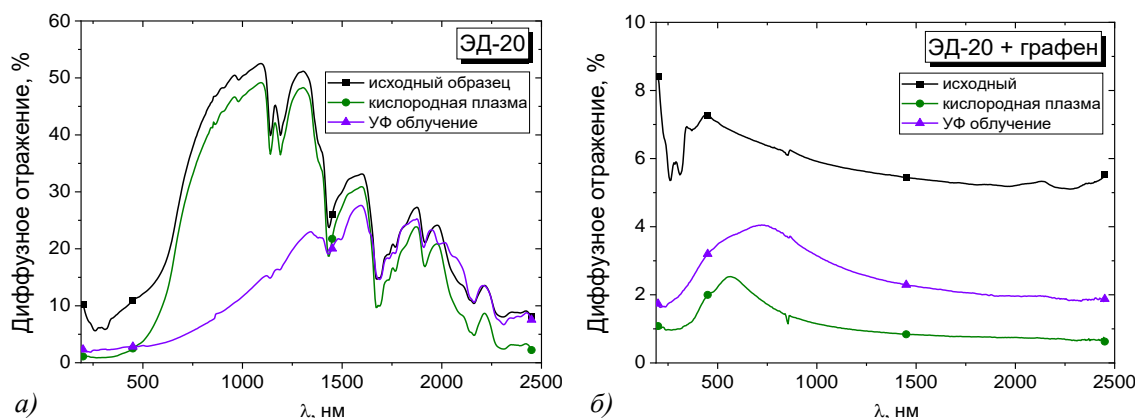 ЭД-20
исходный образец
кислородная плазма
УФ облучение
Диффузное отражение, %
60
50
40
30
20
10
0
500 1000 1500 2000 2500
λ, нм
а)
ЭД-20 + графен
исходный
кислородная плазма
УФ облучение
Диффузное отражение, %
10
8
6
4
2
0
500 1000 1500 2000 2500
λ, нм
б)